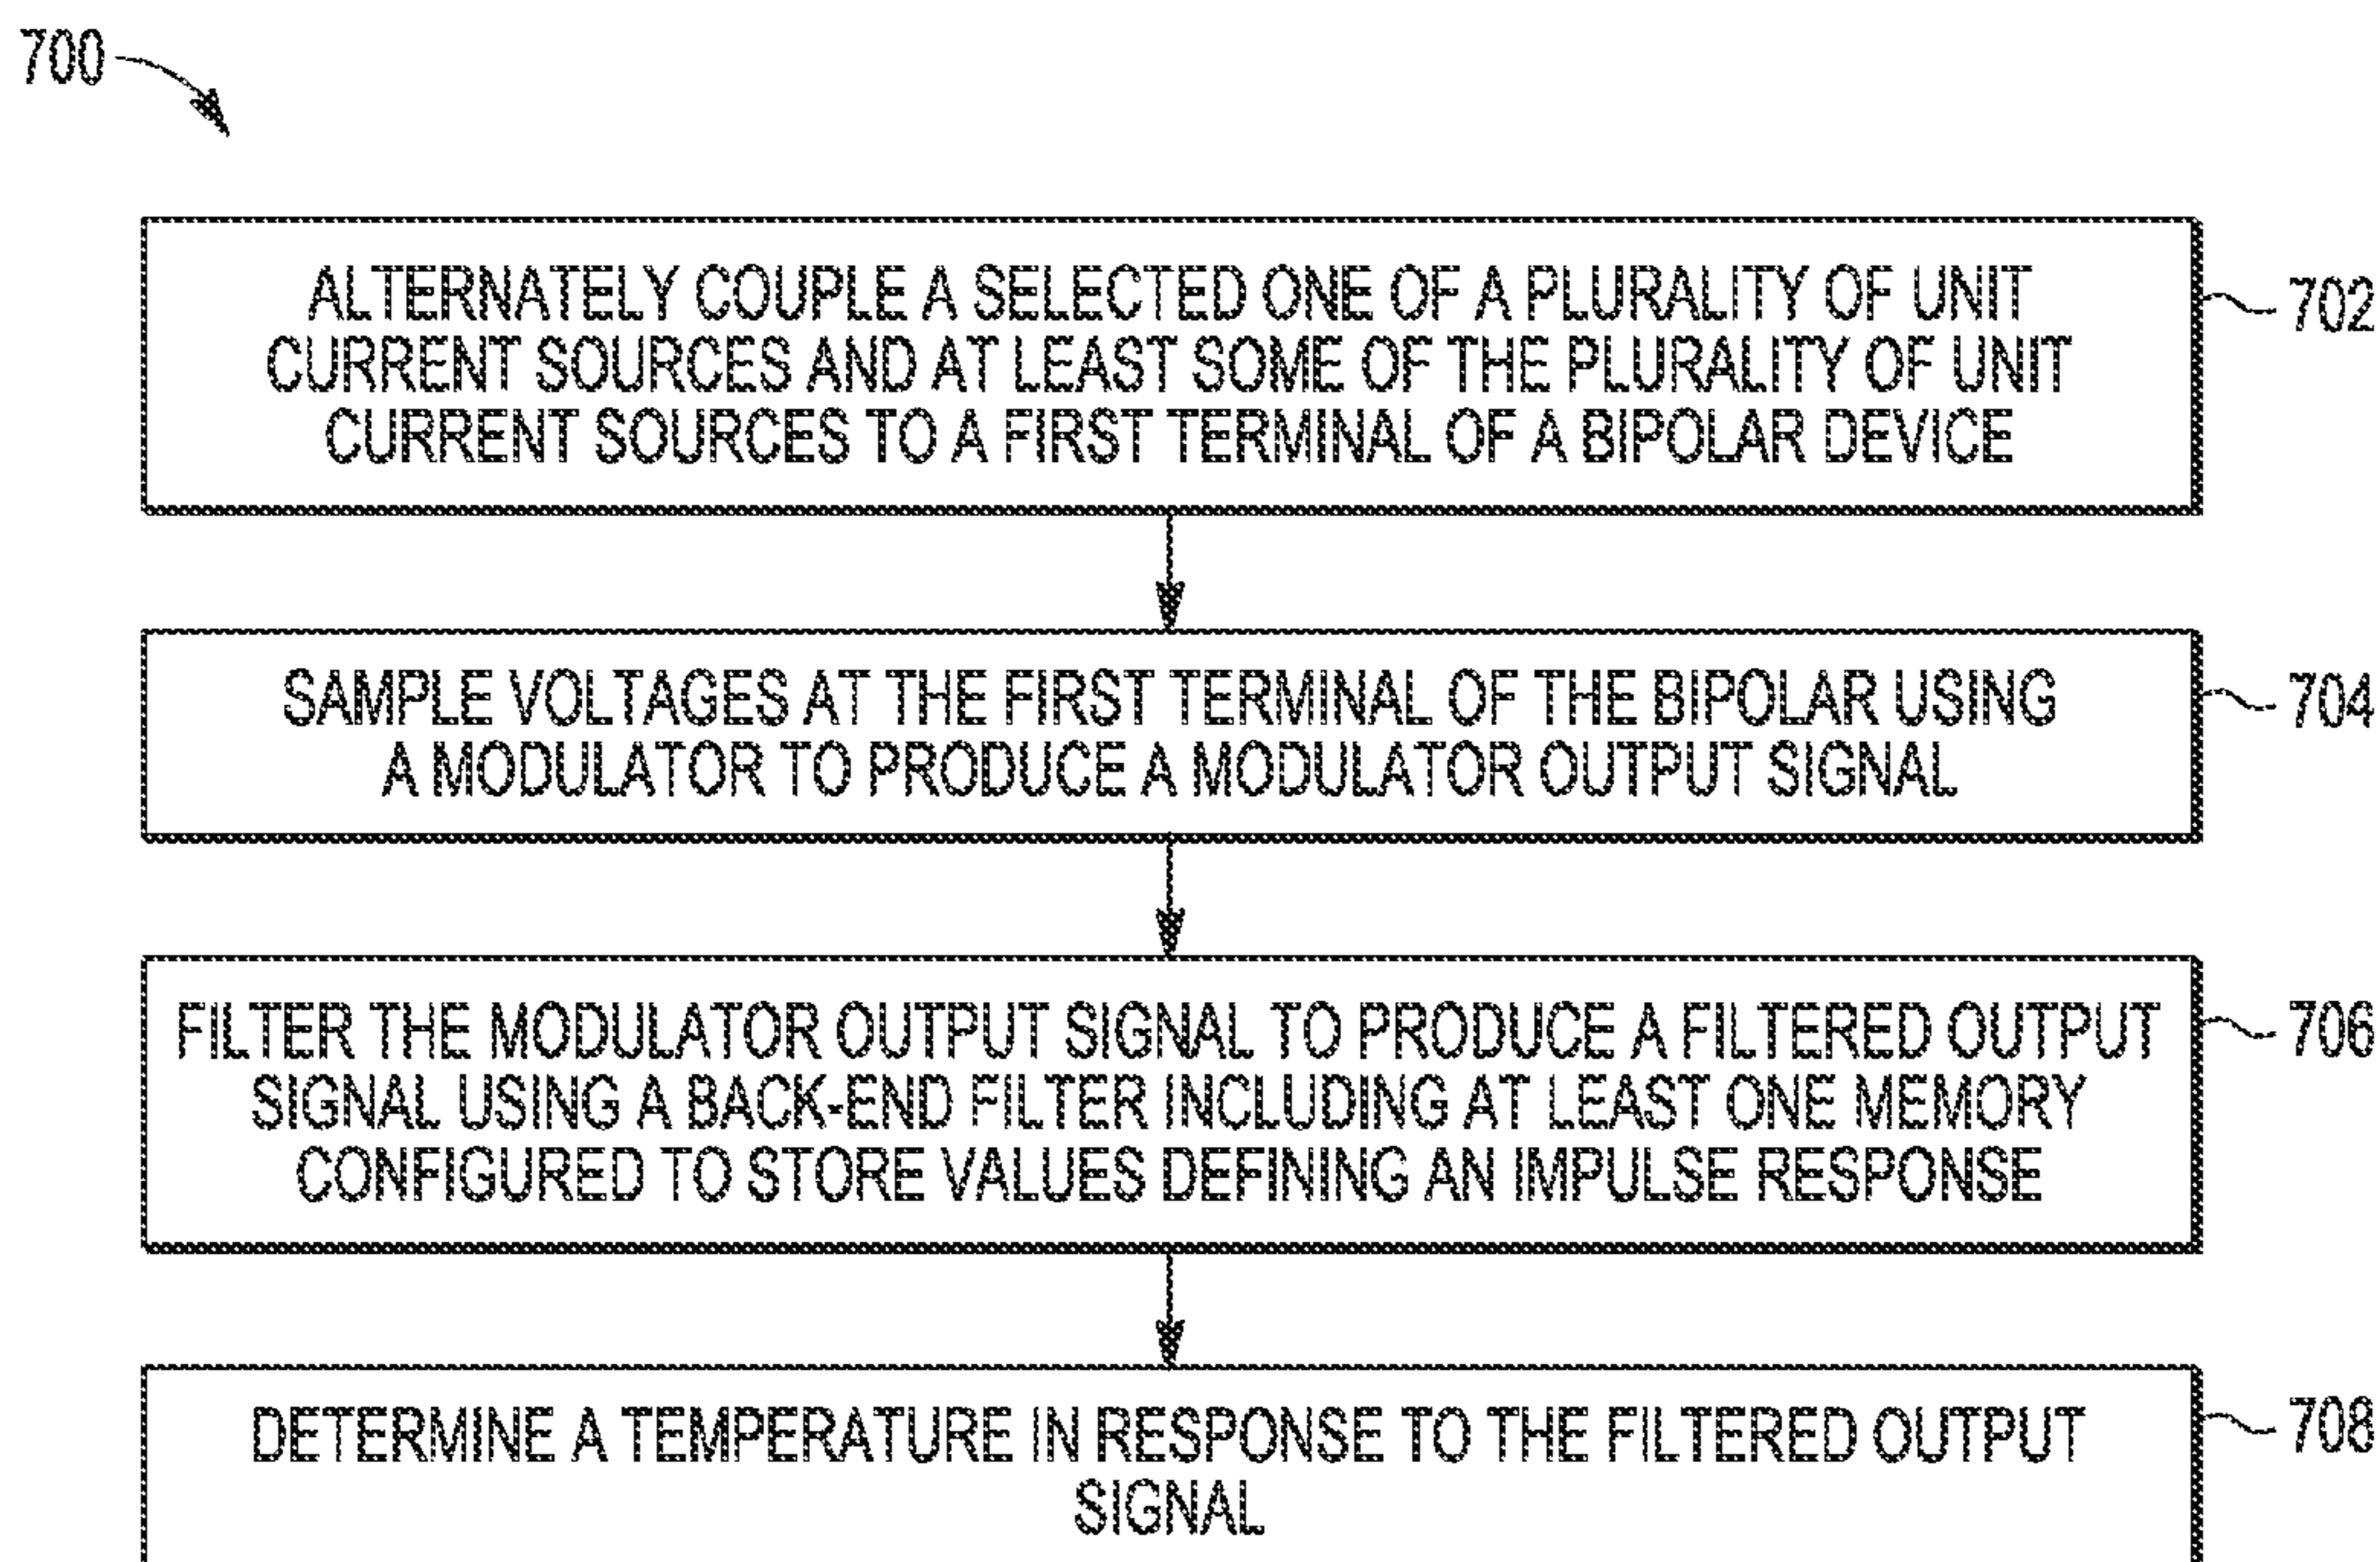 700
ALTERNATELY COUPLE A SELECTED ONE OF A PLURALITY OF UNIT
CURRENT SOURCES AND AT LEAST SOME OF THE PLURALITY OF UNIT
CURRENT SOURCES TO A FIRST TERMINAL OF A BIPOLAR DEVICE
702
SAMPLE VOLTAGES AT THE FIRST TERMINAL OF THE BIPOLAR USING
A MODULATOR TO PRODUCE A MODULATOR OUTPUT SIGNAL
704
FILTER THE MODULATOR OUTPUT SIGNAL TO PRODUCE A FILTERED OUTPUT
SIGNAL USING A BACK-END FILTER INCLUDING AT LEAST ONE MEMORY
CONFIGURED TO STORE VALUES DEFINING AN IMPULSE RESPONSE
706
DETERMINE A TEMPERATURE IN RESPONSE TO THE FILTERED OUTPUT
SIGNAL
708